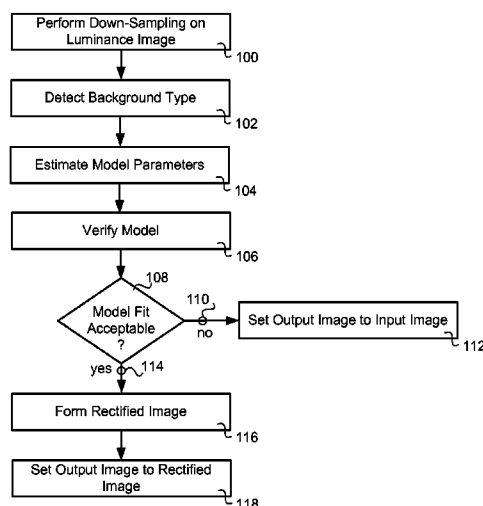 Perform Down-Sampling on
Luminance Image
100
Detect Background Type
102
Estimate Model Parameters
104
Verify Model
106
108
Model Fit
Acceptable
?
110
no
Set Output Image to Input Image
112
yes
114
Form Rectified Image
116
Set Output Image to Rectified
Image
118